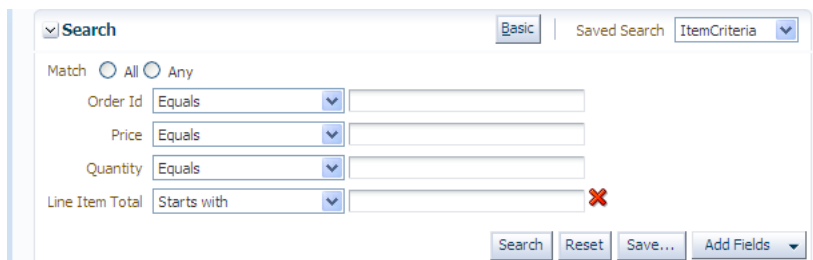 Search Basic Saved Search ItemCriteria
Match All Any
Order Id Equals
Price Equals
Quantity Equals
Line Item Total Starts with
Search Reset Save... Add Fields